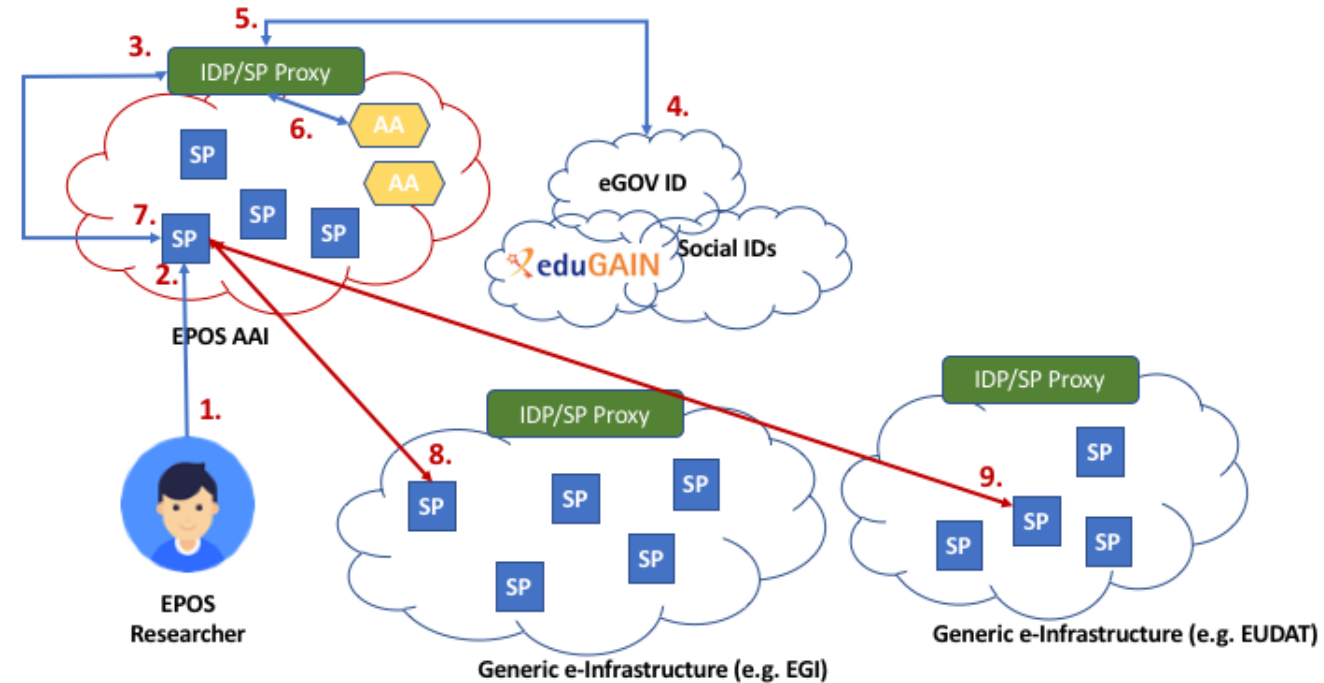 5.
3.
IDP/SP Proxy
4.
AA
6.
SP
eGOV ID
AA
7.
SP
SP
SP
Social IDs
eduGAIN
2.
EPOS AAI
IDP/SP Proxy
IDP/SP Proxy
1.
8.
SP
9.
SP
SP
SP
SP
SP
SP
SP
SP
EPOS
Researcher
Generic e-Infrastructure (e.g. EUDAT)
Generic e-Infrastructure (e.g. EGI)